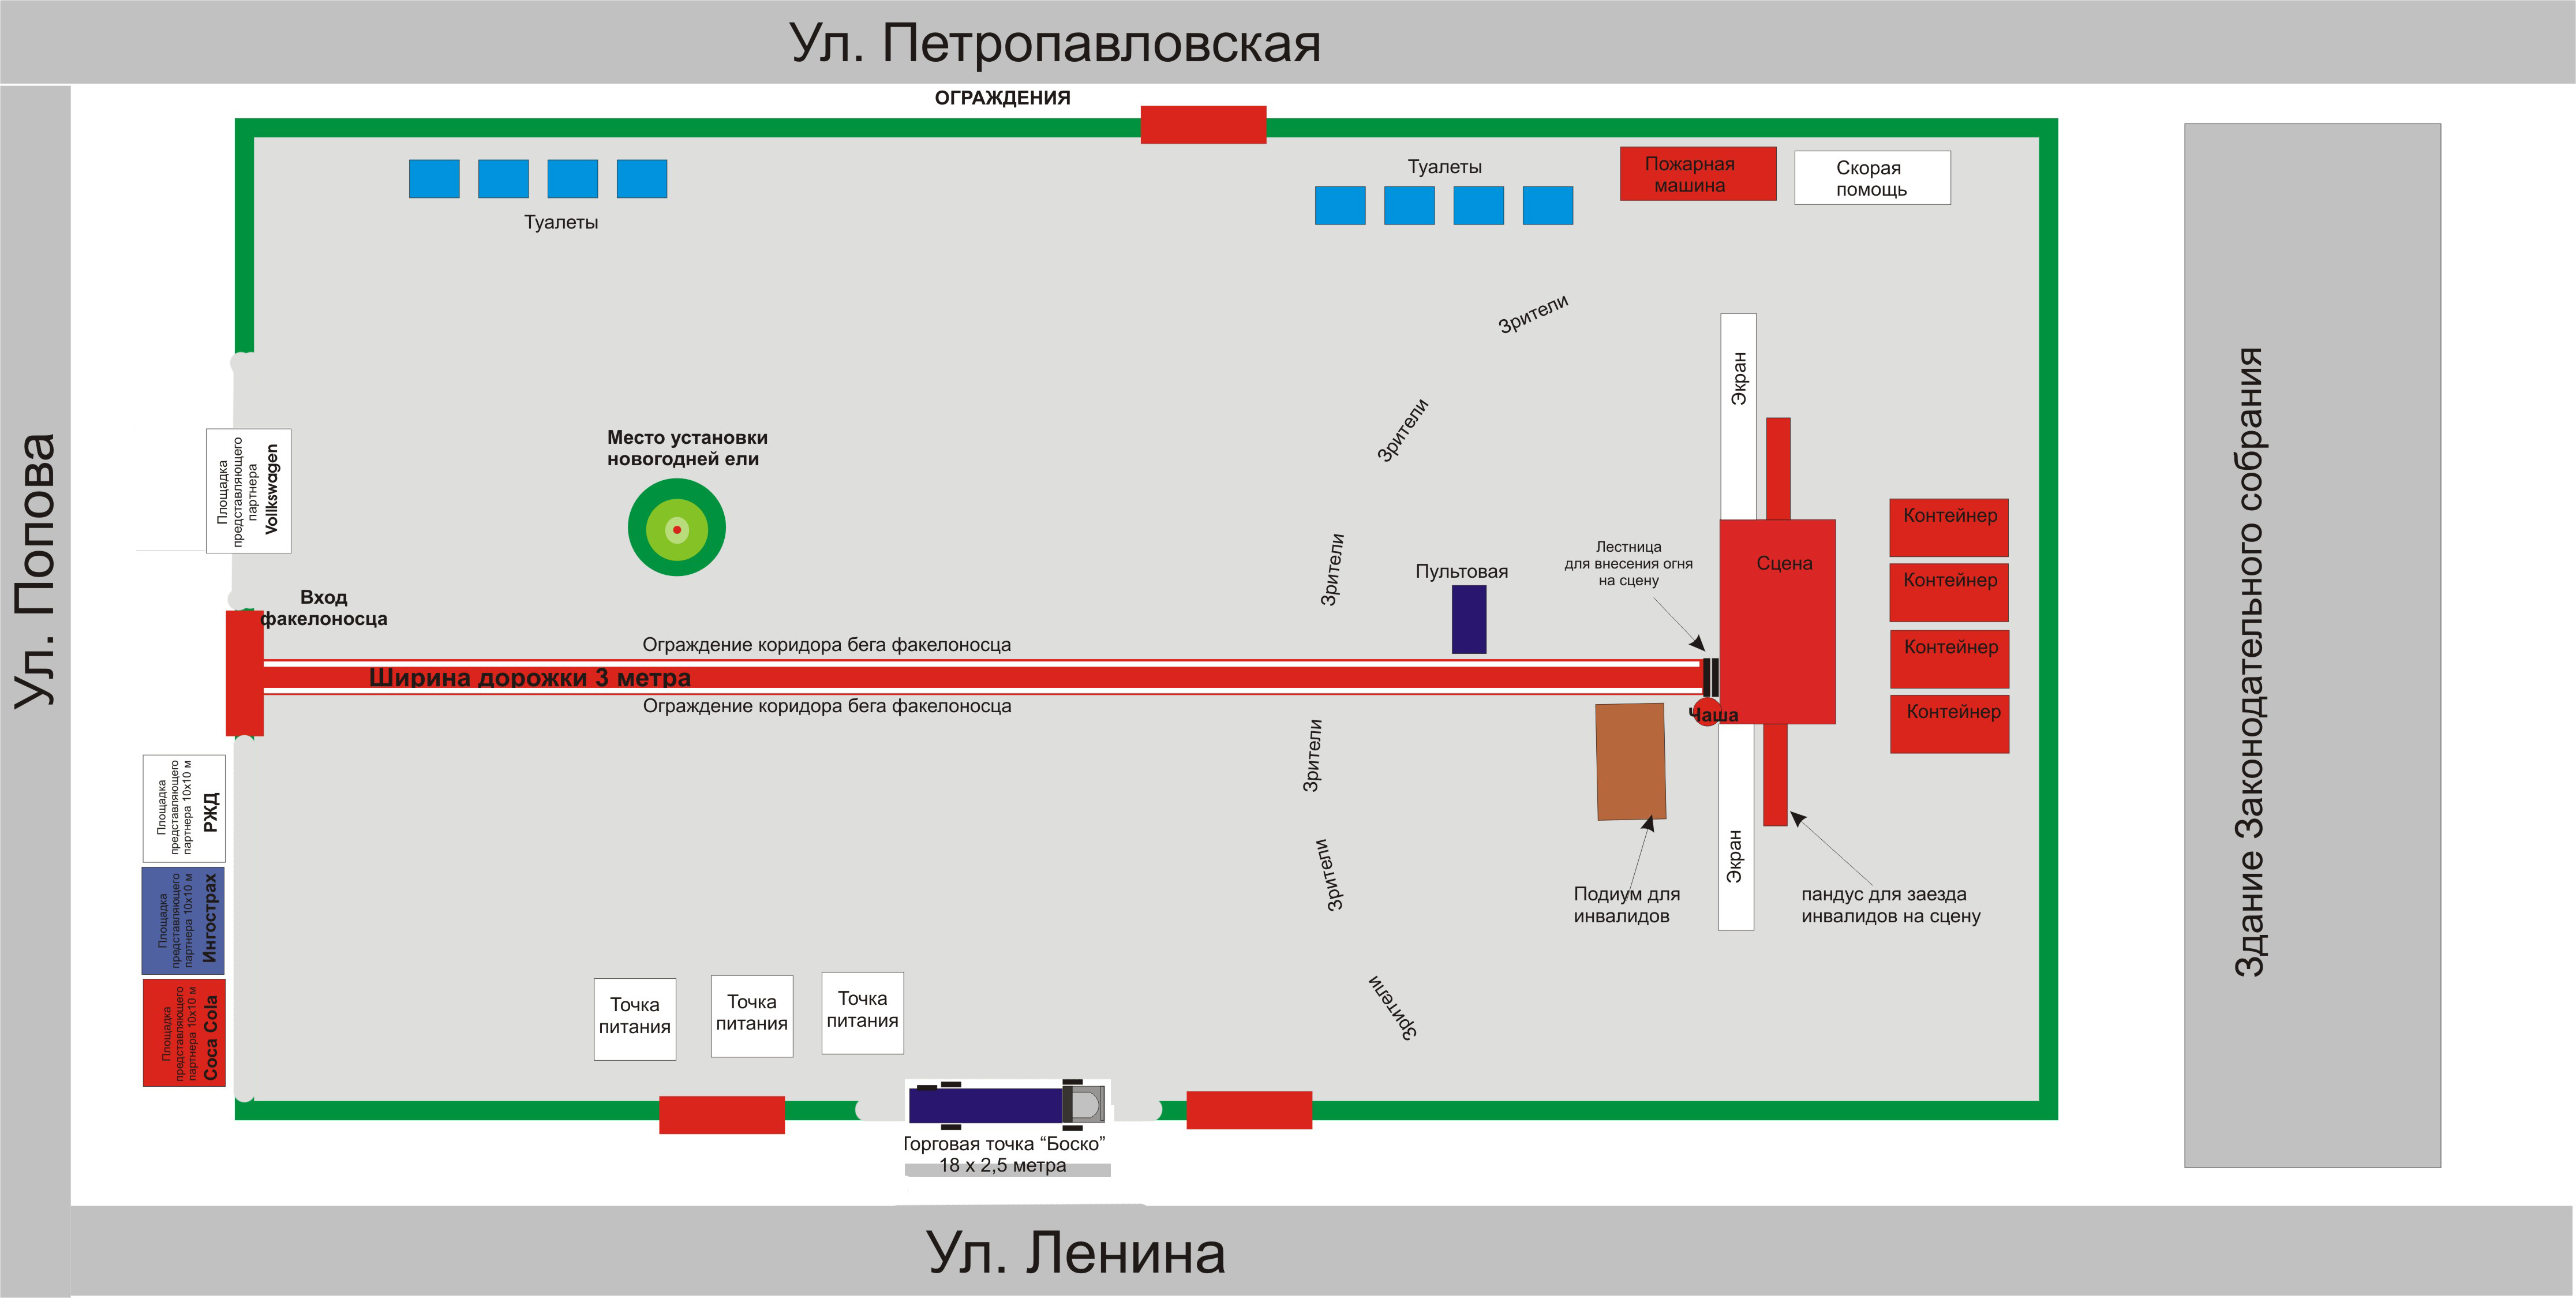 Ул. Петропавловская
ОГРАЖДЕНИЯ
Туалеты
Туалеты
Пожарная
машина
Скорая
помощь
Зрители
Зрители
Зрители
Зрители
Зрители
Зрители
Экран
Место установки
новогодней ели
Площадка
представляющего
партнера
Vollkswagen
Ул. Попова
Вход
факелоносца
Пультовая
Лестница
для внесения огня
на сцену
Сцена
Контейнер
Контейнер
Контейнер
Контейнер
Ограждение коридора бега факелоносца
Ширина дорожки 3 метра
Ограждение коридора бега факелоносца
Чаша
Площадка
представляющего
партнера 10х10 м
РЖД
Площадка
представляющего
партнера 10х10 м
Ингострах
Площадка
представляющего
партнера 10х10 м
Coca Cola
Экран
Подиум для
инвалидов
пандус для заезда
инвалидов на сцену
Точка
питания
Точка
питания
Точка
питания
Торговая точка “Боско”
18 х 2,5 метра
Здание Законодательного собрания
Ул. Ленина